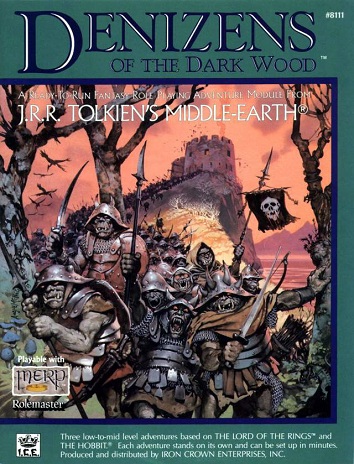 #8111
DENIZENS
OF THE DARK WOOD™
A READY-TO-RUN FANTASY ROLE PLAYING ADVENTURE MODULE FROM
J.R.R. TOLKIEN'S MIDDLE-EARTH®
Playable with
MERP
Rolemaster™
I.C.E.
Three low-to-mid level adventures based on THE LORD OF THE RINGS™ and
THE HOBBIT.® Each adventure stands on its own and can be set up in minutes.
Produced and distributed by IRON CROWN ENTERPRISES, INC.